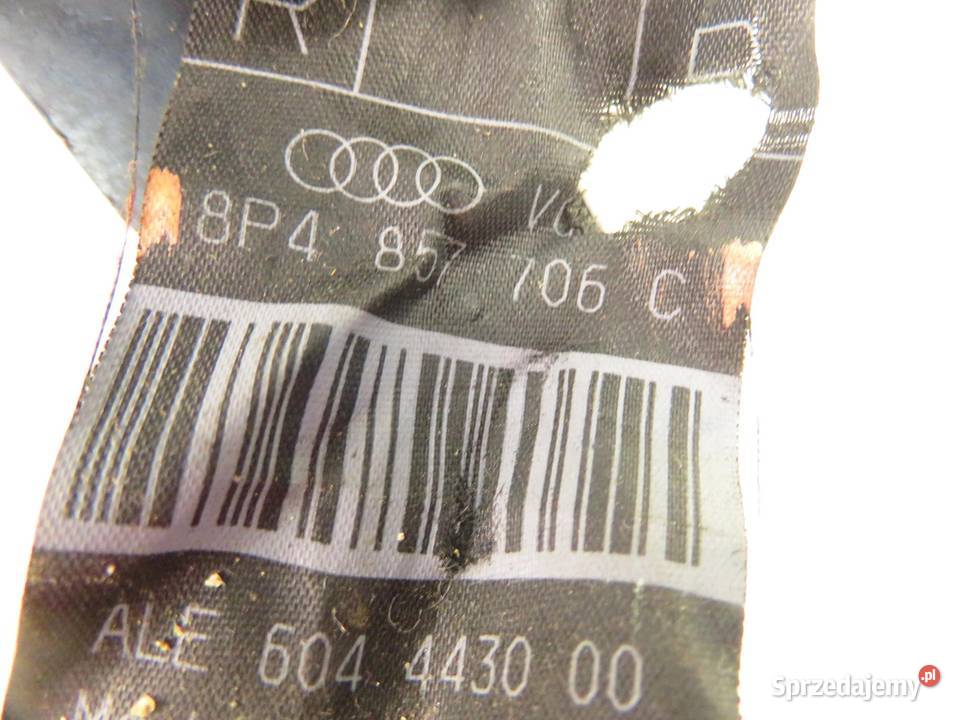 R D
8P4 857 706 C
ALE 604 4430 00
Sprzedajemy.pl